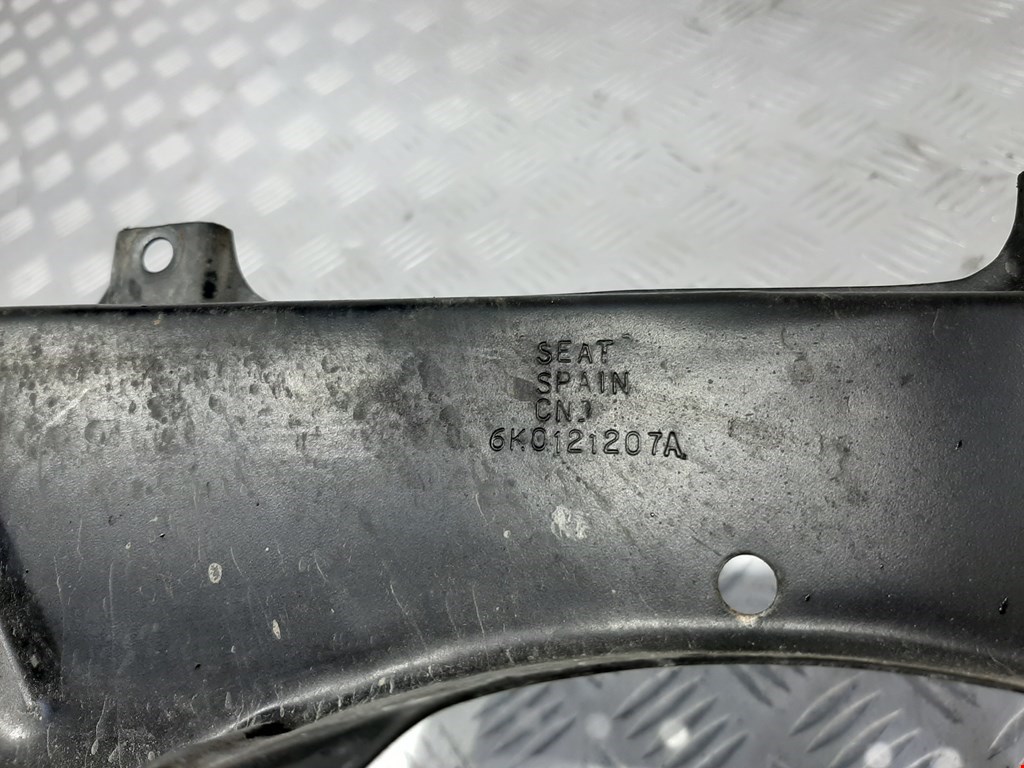 SEAT
SPAIN
CNJ
6K0121207A